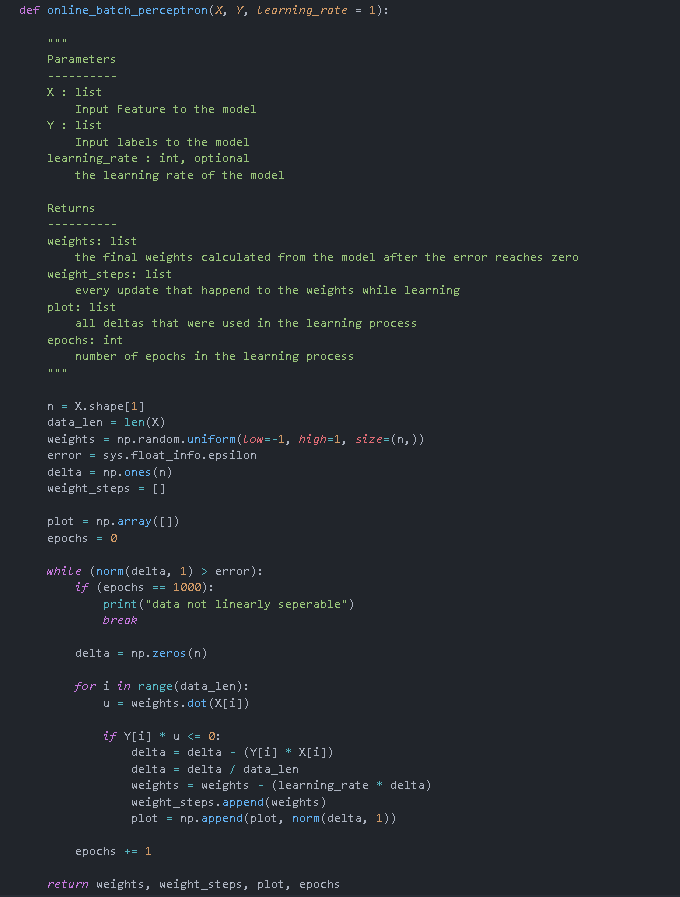 def online_batch_perceptron(X, Y, learning_rate = 1):
"""
Parameters
----------
X : list
Input Feature to the model
Y : list
Input labels to the model
learning_rate : int, optional
the learning rate of the model
Returns
----------
weights: list
the final weights calculated from the model after the error reaches zero
weight_steps: list
every update that happend to the weights while learning
plot: list
all deltas that were used in the learning process
epochs: int
number of epochs in the learning process
"""
n = X.shape[1]
data_len = len(X)
weights = np.random.uniform(low=-1, high=1, size=(n,))
error = sys.float_info.epsilon
delta = np.ones(n)
weight_steps = []
plot = np.array([])
epochs = 0
while (norm(delta, 1) > error):
if (epochs == 1000):
print("data not linearly seperable")
break
delta = np.zeros(n)
for i in range(data_len):
u = weights.dot(X[i])
if Y[i] * u <= 0:
delta = delta - (Y[i] * X[i])
delta = delta / data_len
weights = weights - (learning_rate * delta)
weight_steps.append(weights)
plot = np.append(plot, norm(delta, 1))
epochs += 1
return weights, weight_steps, plot, epochs